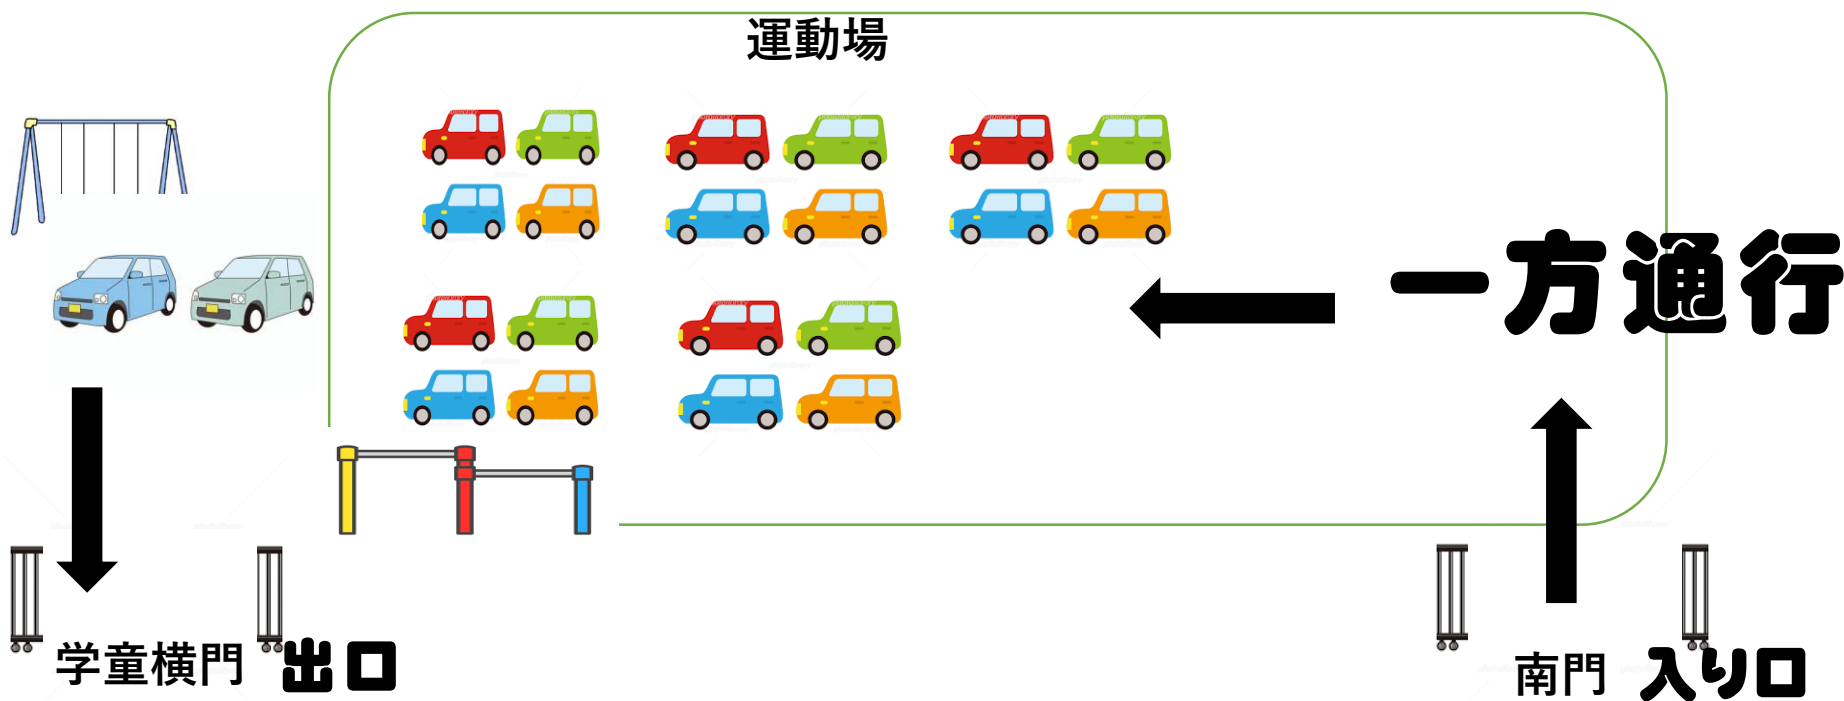 運動場
一方通行
学童横門 出口
南門 入り口